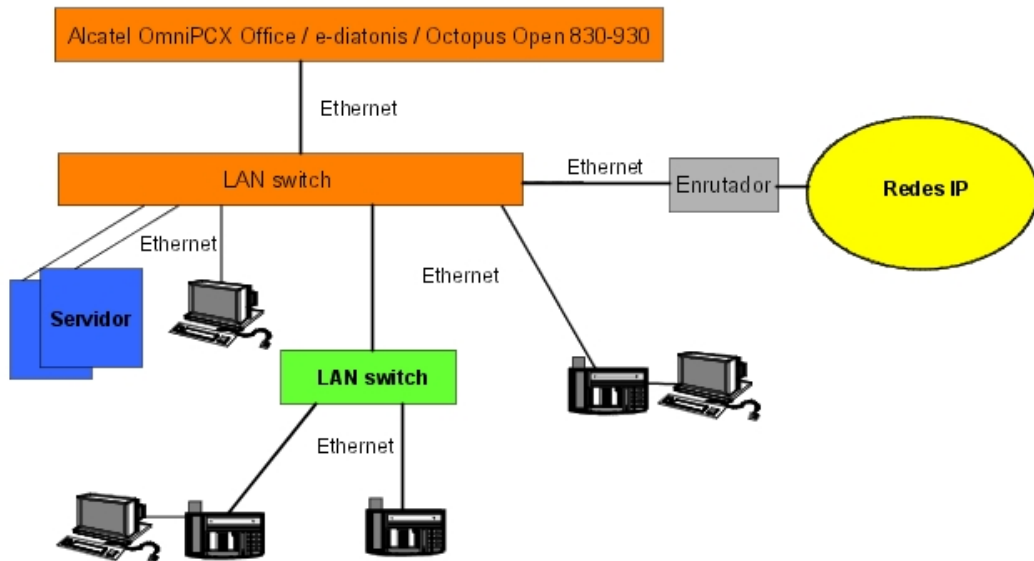 Alcatel OmniPCX Office / e-diatonis / Octopus Open 830-930
Ethernet
LAN switch
Ethernet
Enrutador
Redes IP
Ethernet
Ethernet
Servidor
LAN switch
Ethernet